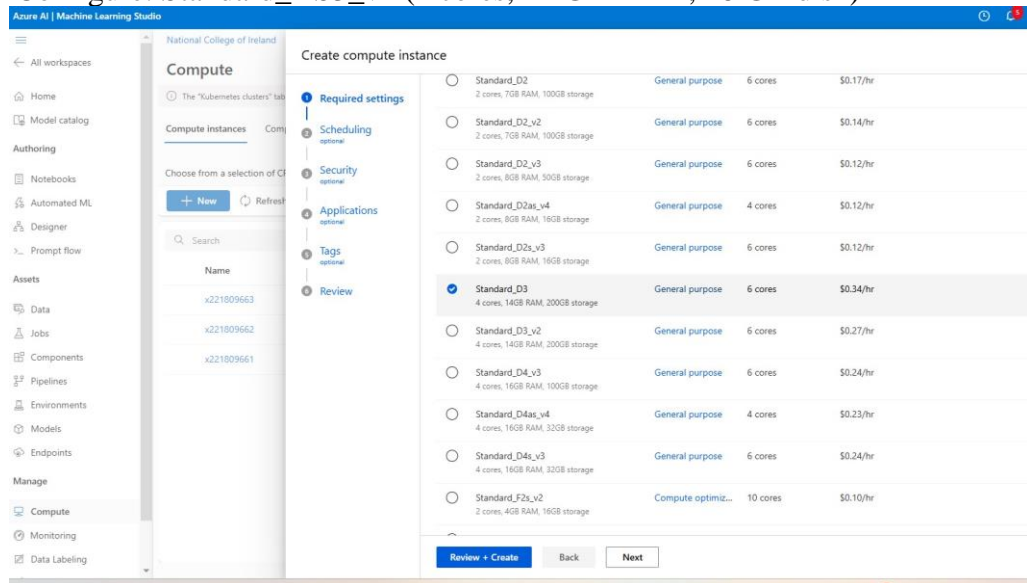 Azure AI | Machine Learning Studio
5
All workspaces
Home
Model catalog
Authoring
Notebooks
Automated ML
Designer
Prompt flow
Assets
Data
Jobs
Components
Pipelines
Environments
Models
Endpoints
Manage
Compute
Monitoring
Data Labeling
National College of Ireland
Compute
The "Kubernetes clusters" tab
Compute instances Com
Choose from a selection of CP
+ New Refresh
Search
Name
x221809663
x221809662
x221809661
Create compute instance
1 Required settings
2 Scheduling
optional
3 Security
optional
4 Applications
optional
5 Tags
optional
6 Review
Standard_D2 General purpose 6 cores $0.17/hr
2 cores, 7GB RAM, 100GB storage
Standard_D2_v2 General purpose 6 cores $0.14/hr
2 cores, 7GB RAM, 100GB storage
Standard_D2_v3 General purpose 6 cores $0.12/hr
2 cores, 8GB RAM, 50GB storage
Standard_D2as_v4 General purpose 4 cores $0.12/hr
2 cores, 8GB RAM, 16GB storage
Standard_D2s_v3 General purpose 6 cores $0.12/hr
2 cores, 8GB RAM, 16GB storage
Standard_D3 General purpose 6 cores $0.34/hr
4 cores, 14GB RAM, 200GB storage
Standard_D3_v2 General purpose 6 cores $0.27/hr
4 cores, 14GB RAM, 200GB storage
Standard_D4_v3 General purpose 6 cores $0.24/hr
4 cores, 16GB RAM, 100GB storage
Standard_D4as_v4 General purpose 4 cores $0.23/hr
4 cores, 16GB RAM, 32GB storage
Standard_D4s_v3 General purpose 6 cores $0.24/hr
4 cores, 16GB RAM, 32GB storage
Standard_F2s_v2 Compute optimiz... 10 cores $0.10/hr
2 cores, 4GB RAM, 16GB storage
Review + Create Back Next